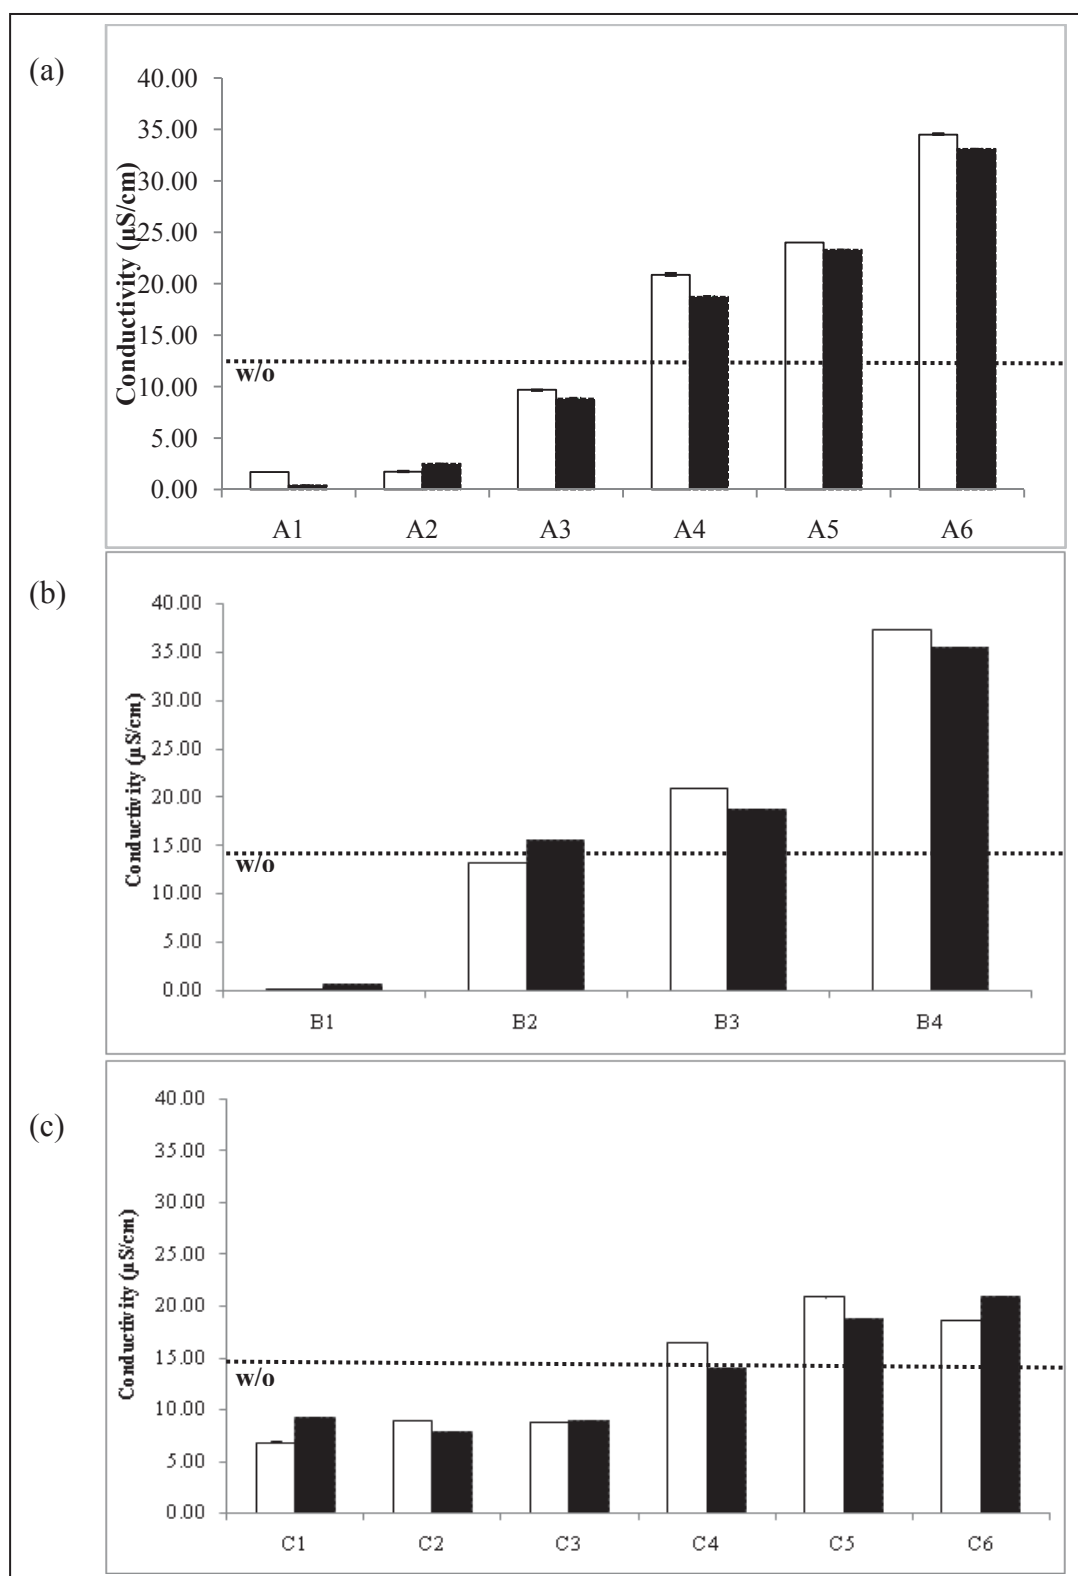 (a)
Conductivity (µS/cm)
40.00
35.00
30.00
25.00
20.00
15.00
10.00
5.00
0.00
w/o
A1 A2 A3 A4 A5 A6
(b)
Conductivity (µS/cm)
40.00
35.00
30.00
25.00
20.00
15.00
10.00
5.00
0.00
w/o
B1 B2 B3 B4
(c)
Conductivity (µS/cm)
40.00
35.00
30.00
25.00
20.00
15.00
10.00
5.00
0.00
w/o
C1 C2 C3 C4 C5 C6